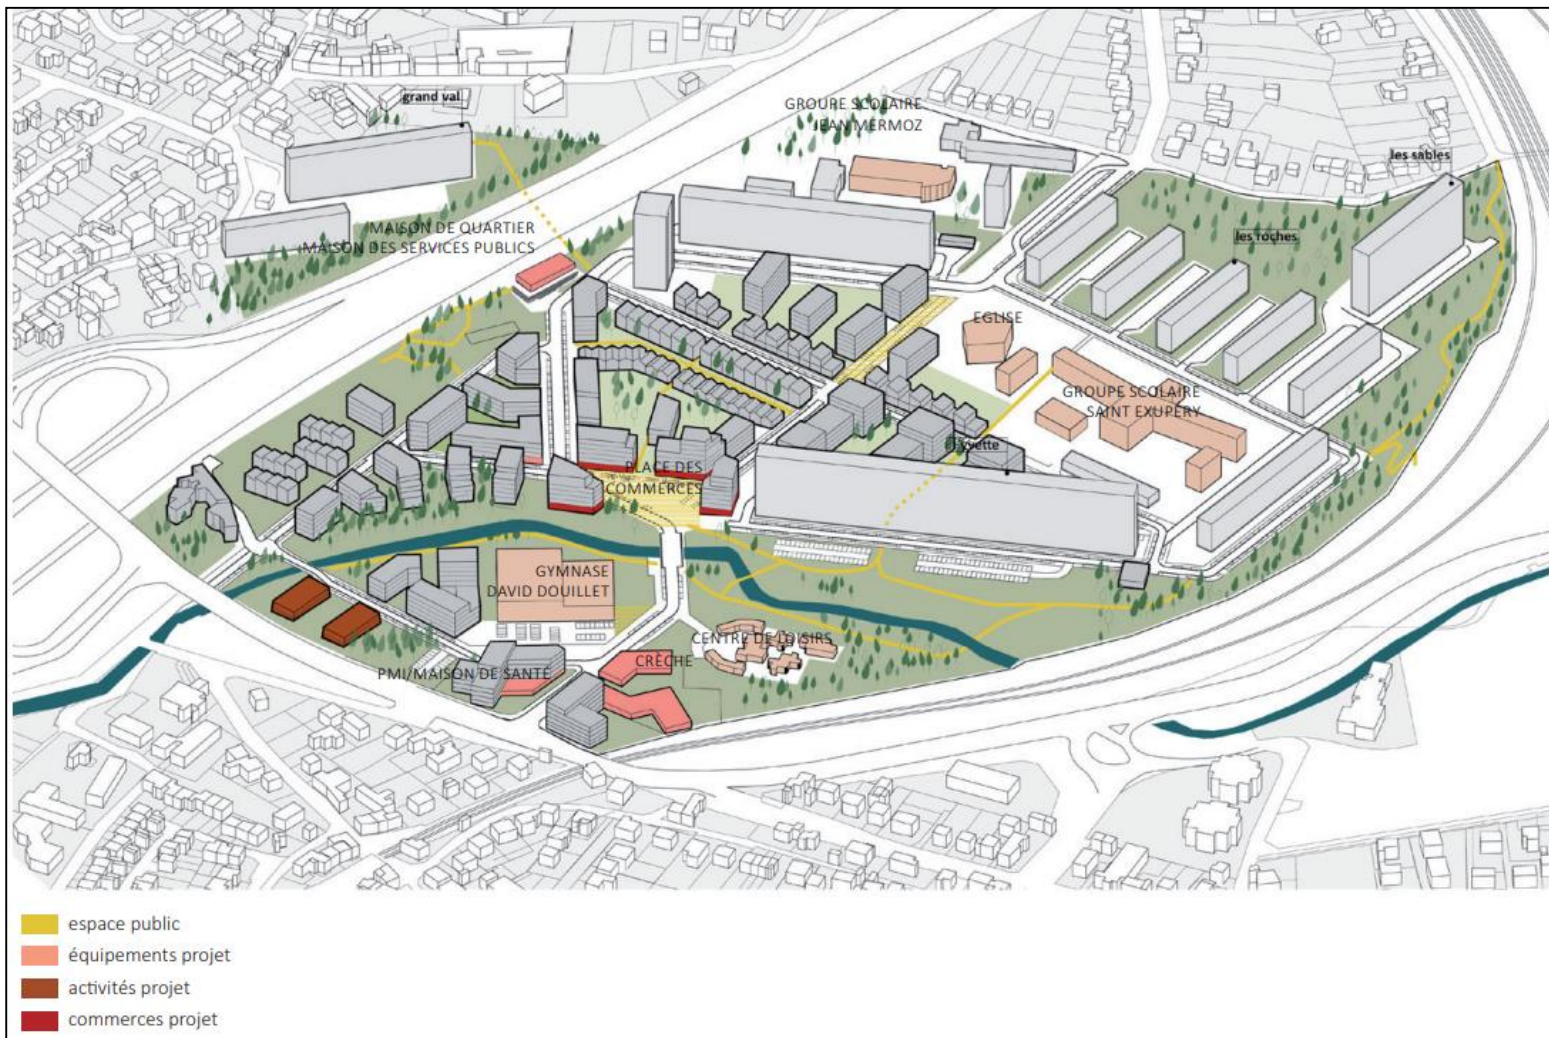 grand val
GROURE SCOLAIRE
JEAN MERMOZ
les sables
MAISON DE QUARTIER
MAISON DES SERVICES PUBLICS
les roches
EGLISE
GROUPE SCOLAIRE
SAINT EXUPERY
yvette
PLACE DES
COMMERCES
GYMNASE
DAVID DOUILLET
CENTRE DE LOISIRS
CRÈCHE
PMI/MAISON DE SANTE
espace public
équipements projet
activités projet
commerces projet